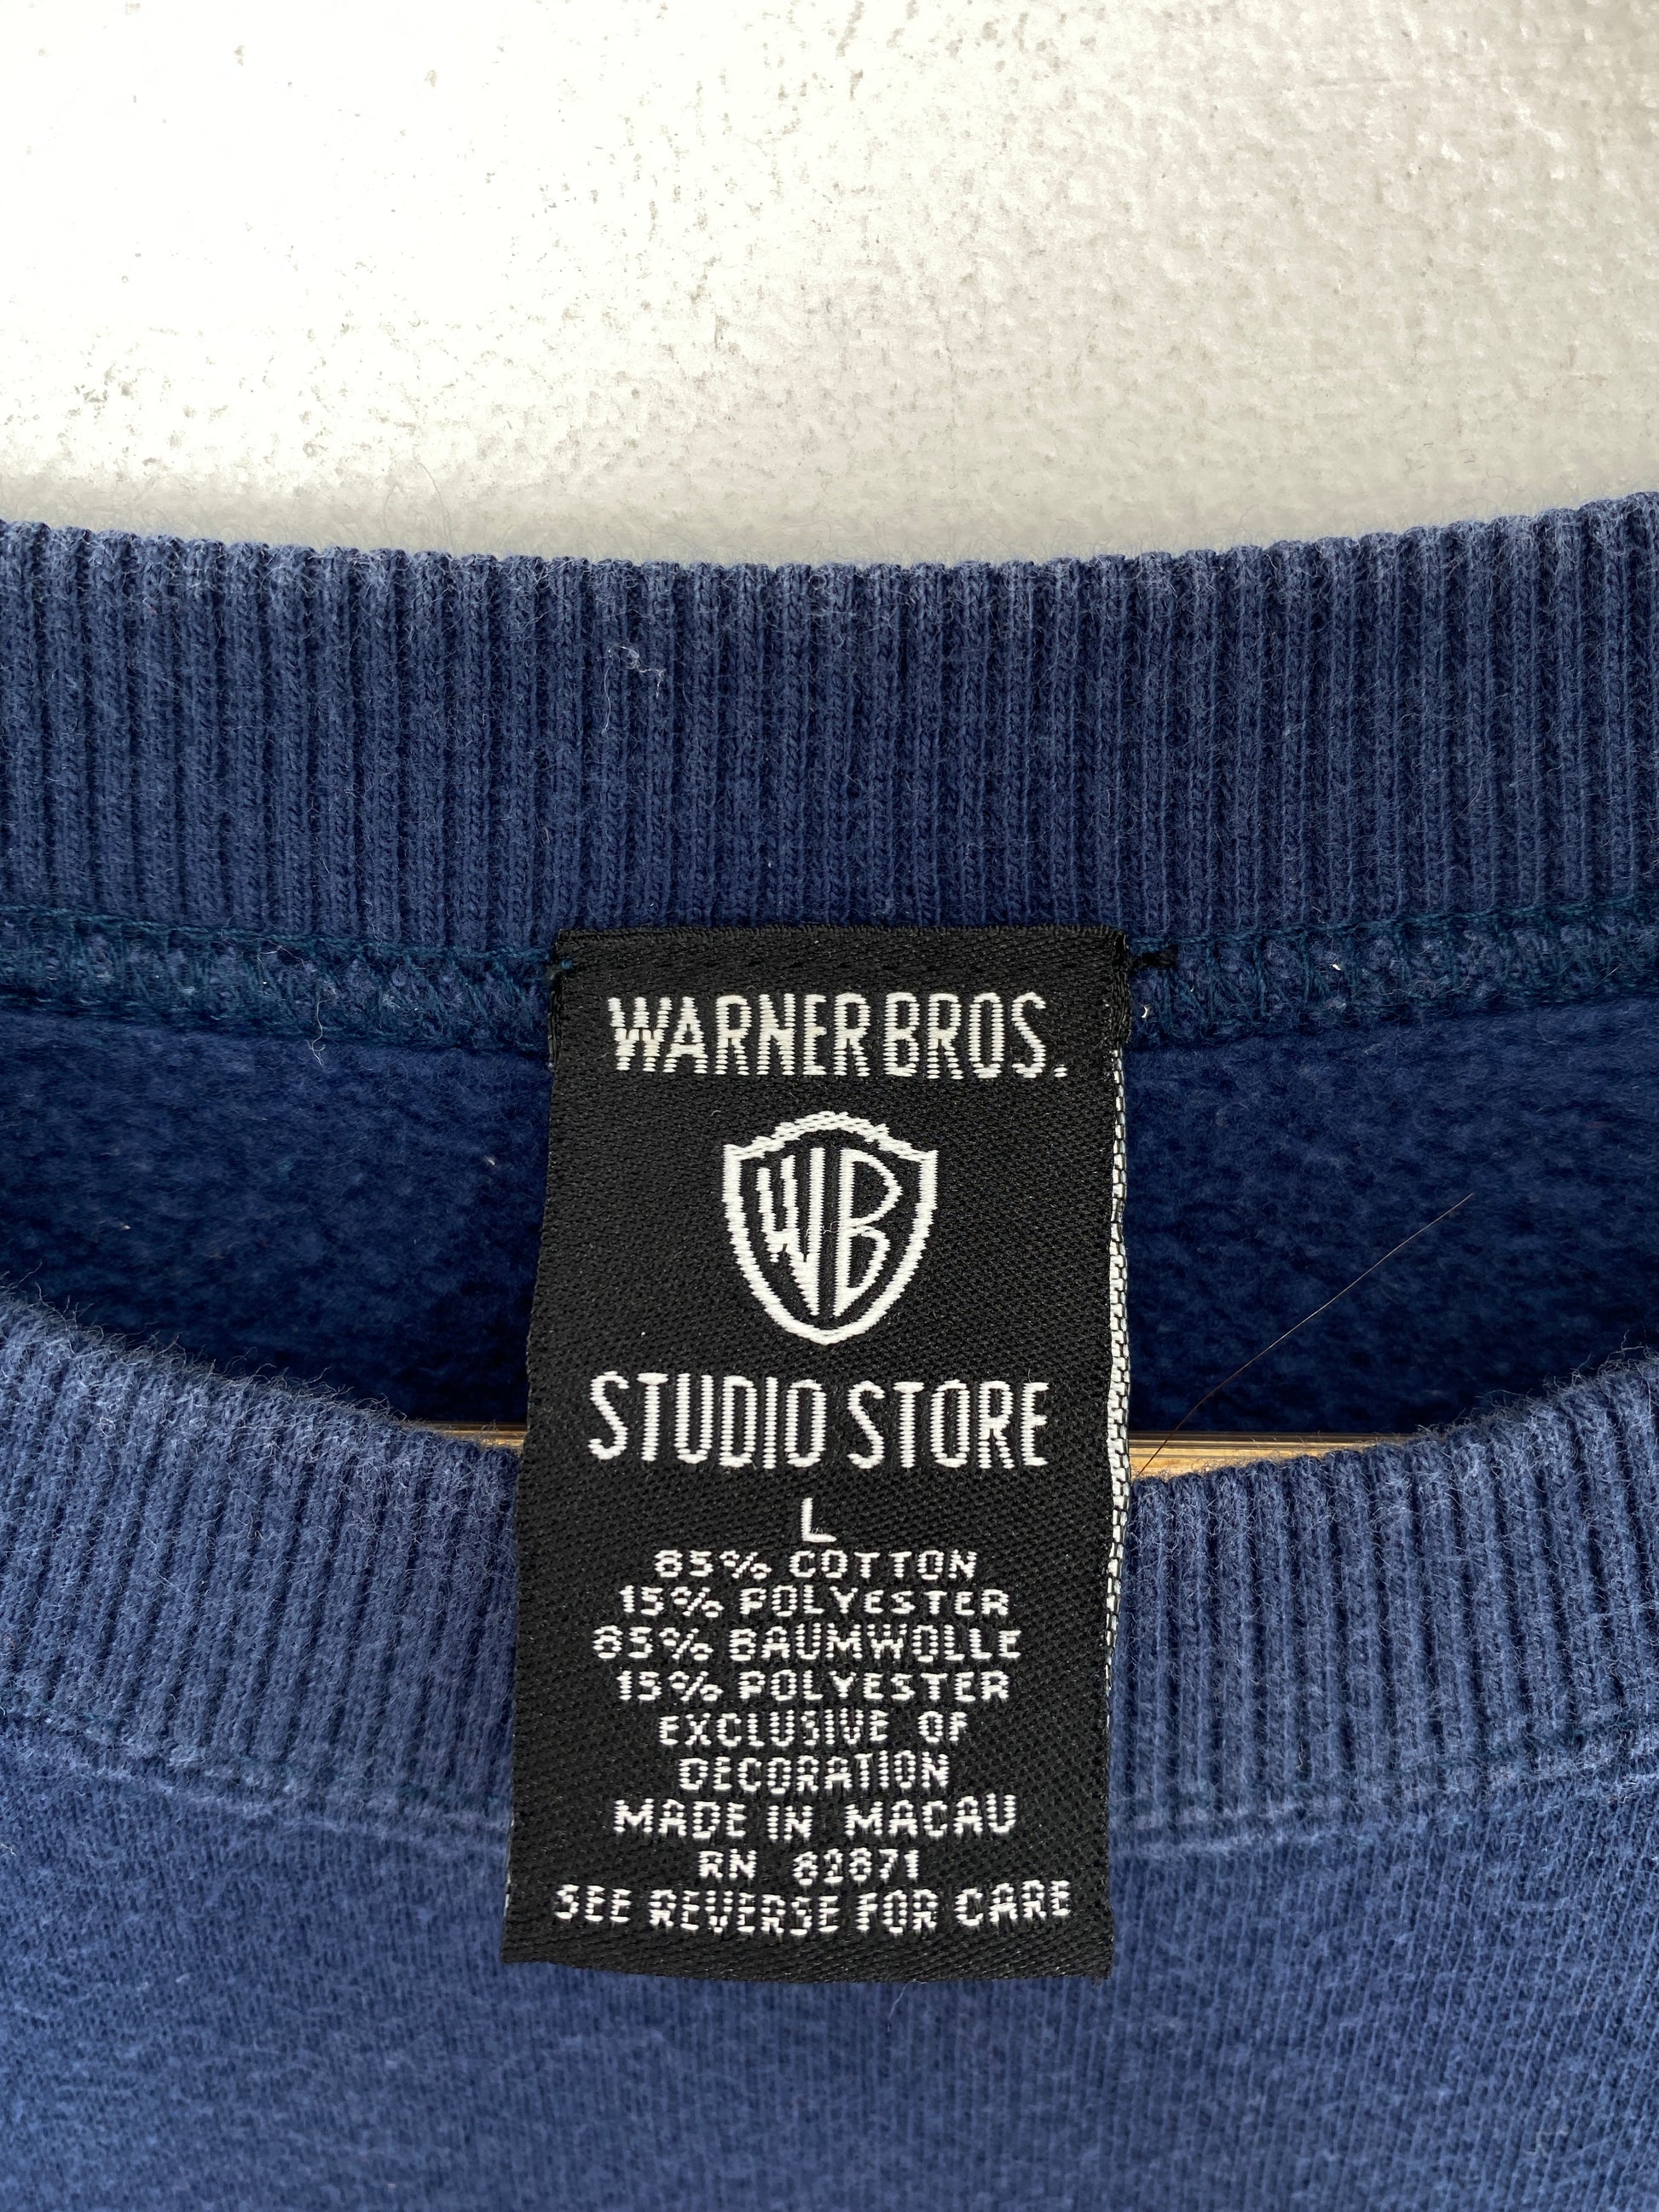 WARNER BROS.
WB
STUDIO STORE
L
85% COTTON
15% POLYESTER
85% BAUMWOLLE
15% POLYESTER
EXCLUSIVE OF
DECORATION
MADE IN MACAU
RN 82871
SEE REVERSE FOR CARE